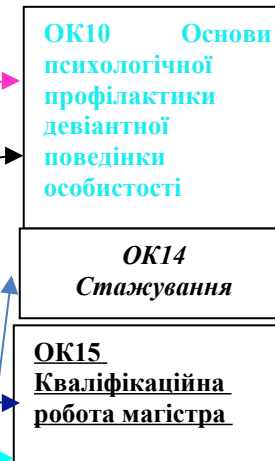 ОК10 Основи
психологічної
профілактики
девіантної
поведінки
особистості
ОК14
Стажування
ОК15
Кваліфікаційна
робота магістра